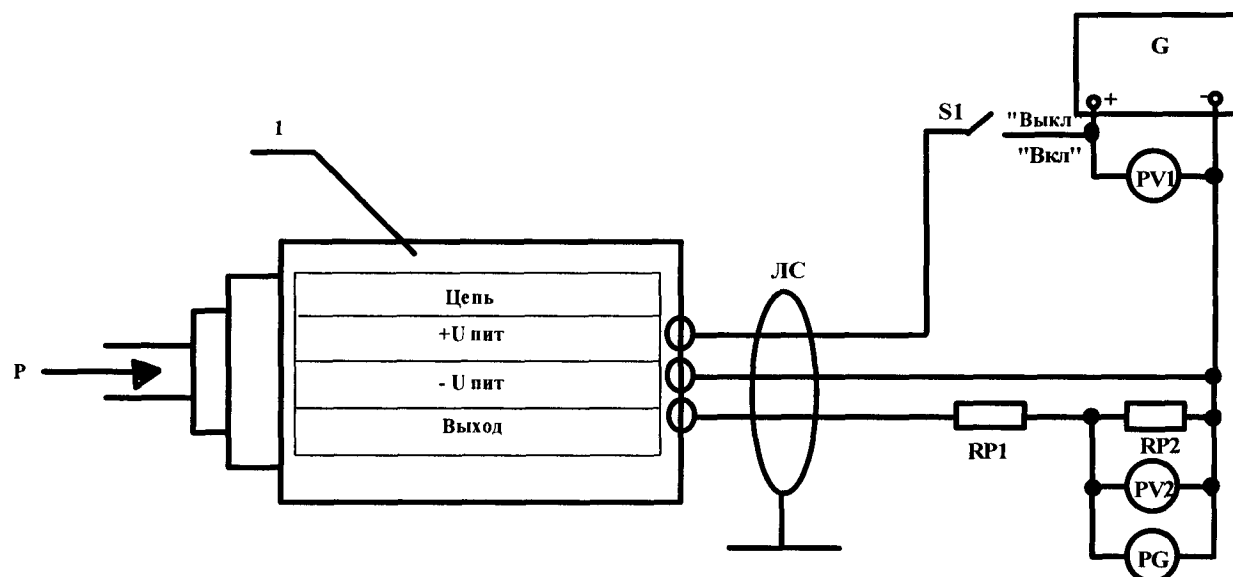 G
+ -
S1
"Выкл"
"Вкл"
PV1
1
ЛС
Цепь
+U пит
- U пит
Выход
P
RP1
RP2
PV2
PG